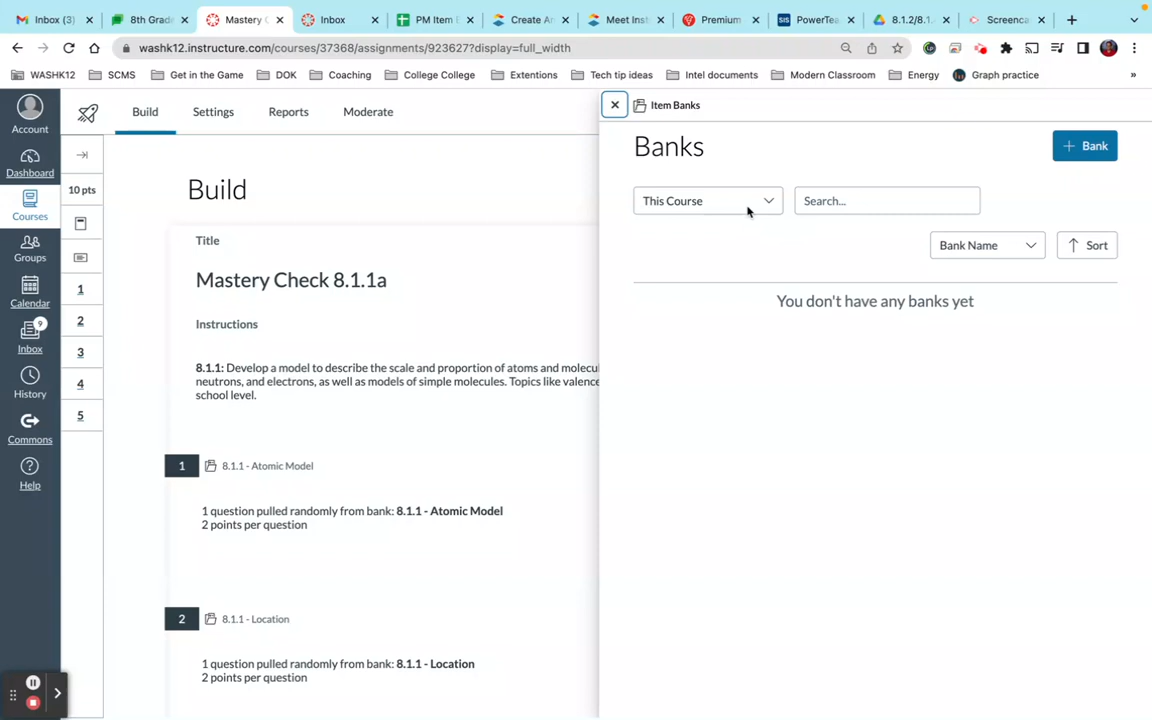 Inbox (3)
8th Grade
Mastery C
Inbox
PM Item E
Create A
Meet Inst
Premium
PowerTea
8.1.2/8.1.
Screenca
washk12.instructure.com/courses/37368/assignments/923627?display=full_width
WASHK12
SCMS
Get in the Game
DOK
Coaching
College College
Extentions
Tech tip ideas
Intel documents
Modern Classroom
Energy
Graph practice
»
Account
Dashboard
Courses
Groups
Calendar
9
Inbox
History
Commons
Help
10 pts
1
2
3
4
5
Build
Settings
Reports
Moderate
Build
Title
Mastery Check 8.1.1a
Instructions
8.1.1: Develop a model to describe the scale and proportion of atoms and molecu
neutrons, and electrons, as well as models of simple molecules. Topics like valence
school level.
1
8.1.1 - Atomic Model
1 question pulled randomly from bank: 8.1.1 - Atomic Model
2 points per question
2
8.1.1 - Location
1 question pulled randomly from bank: 8.1.1 - Location
2 points per question
Item Banks
Banks
+ Bank
This Course
Search...
Bank Name
Sort
You don't have any banks yet